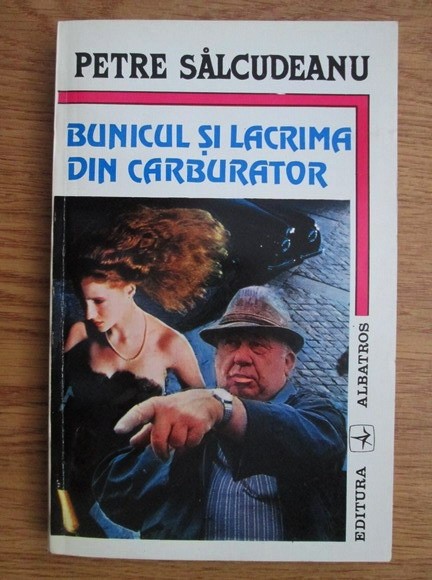 PETRE SĂLCUDEANU
BUNICUL ȘI LACRIMA
DIN CARBURATOR
EDITURA ALBATROS